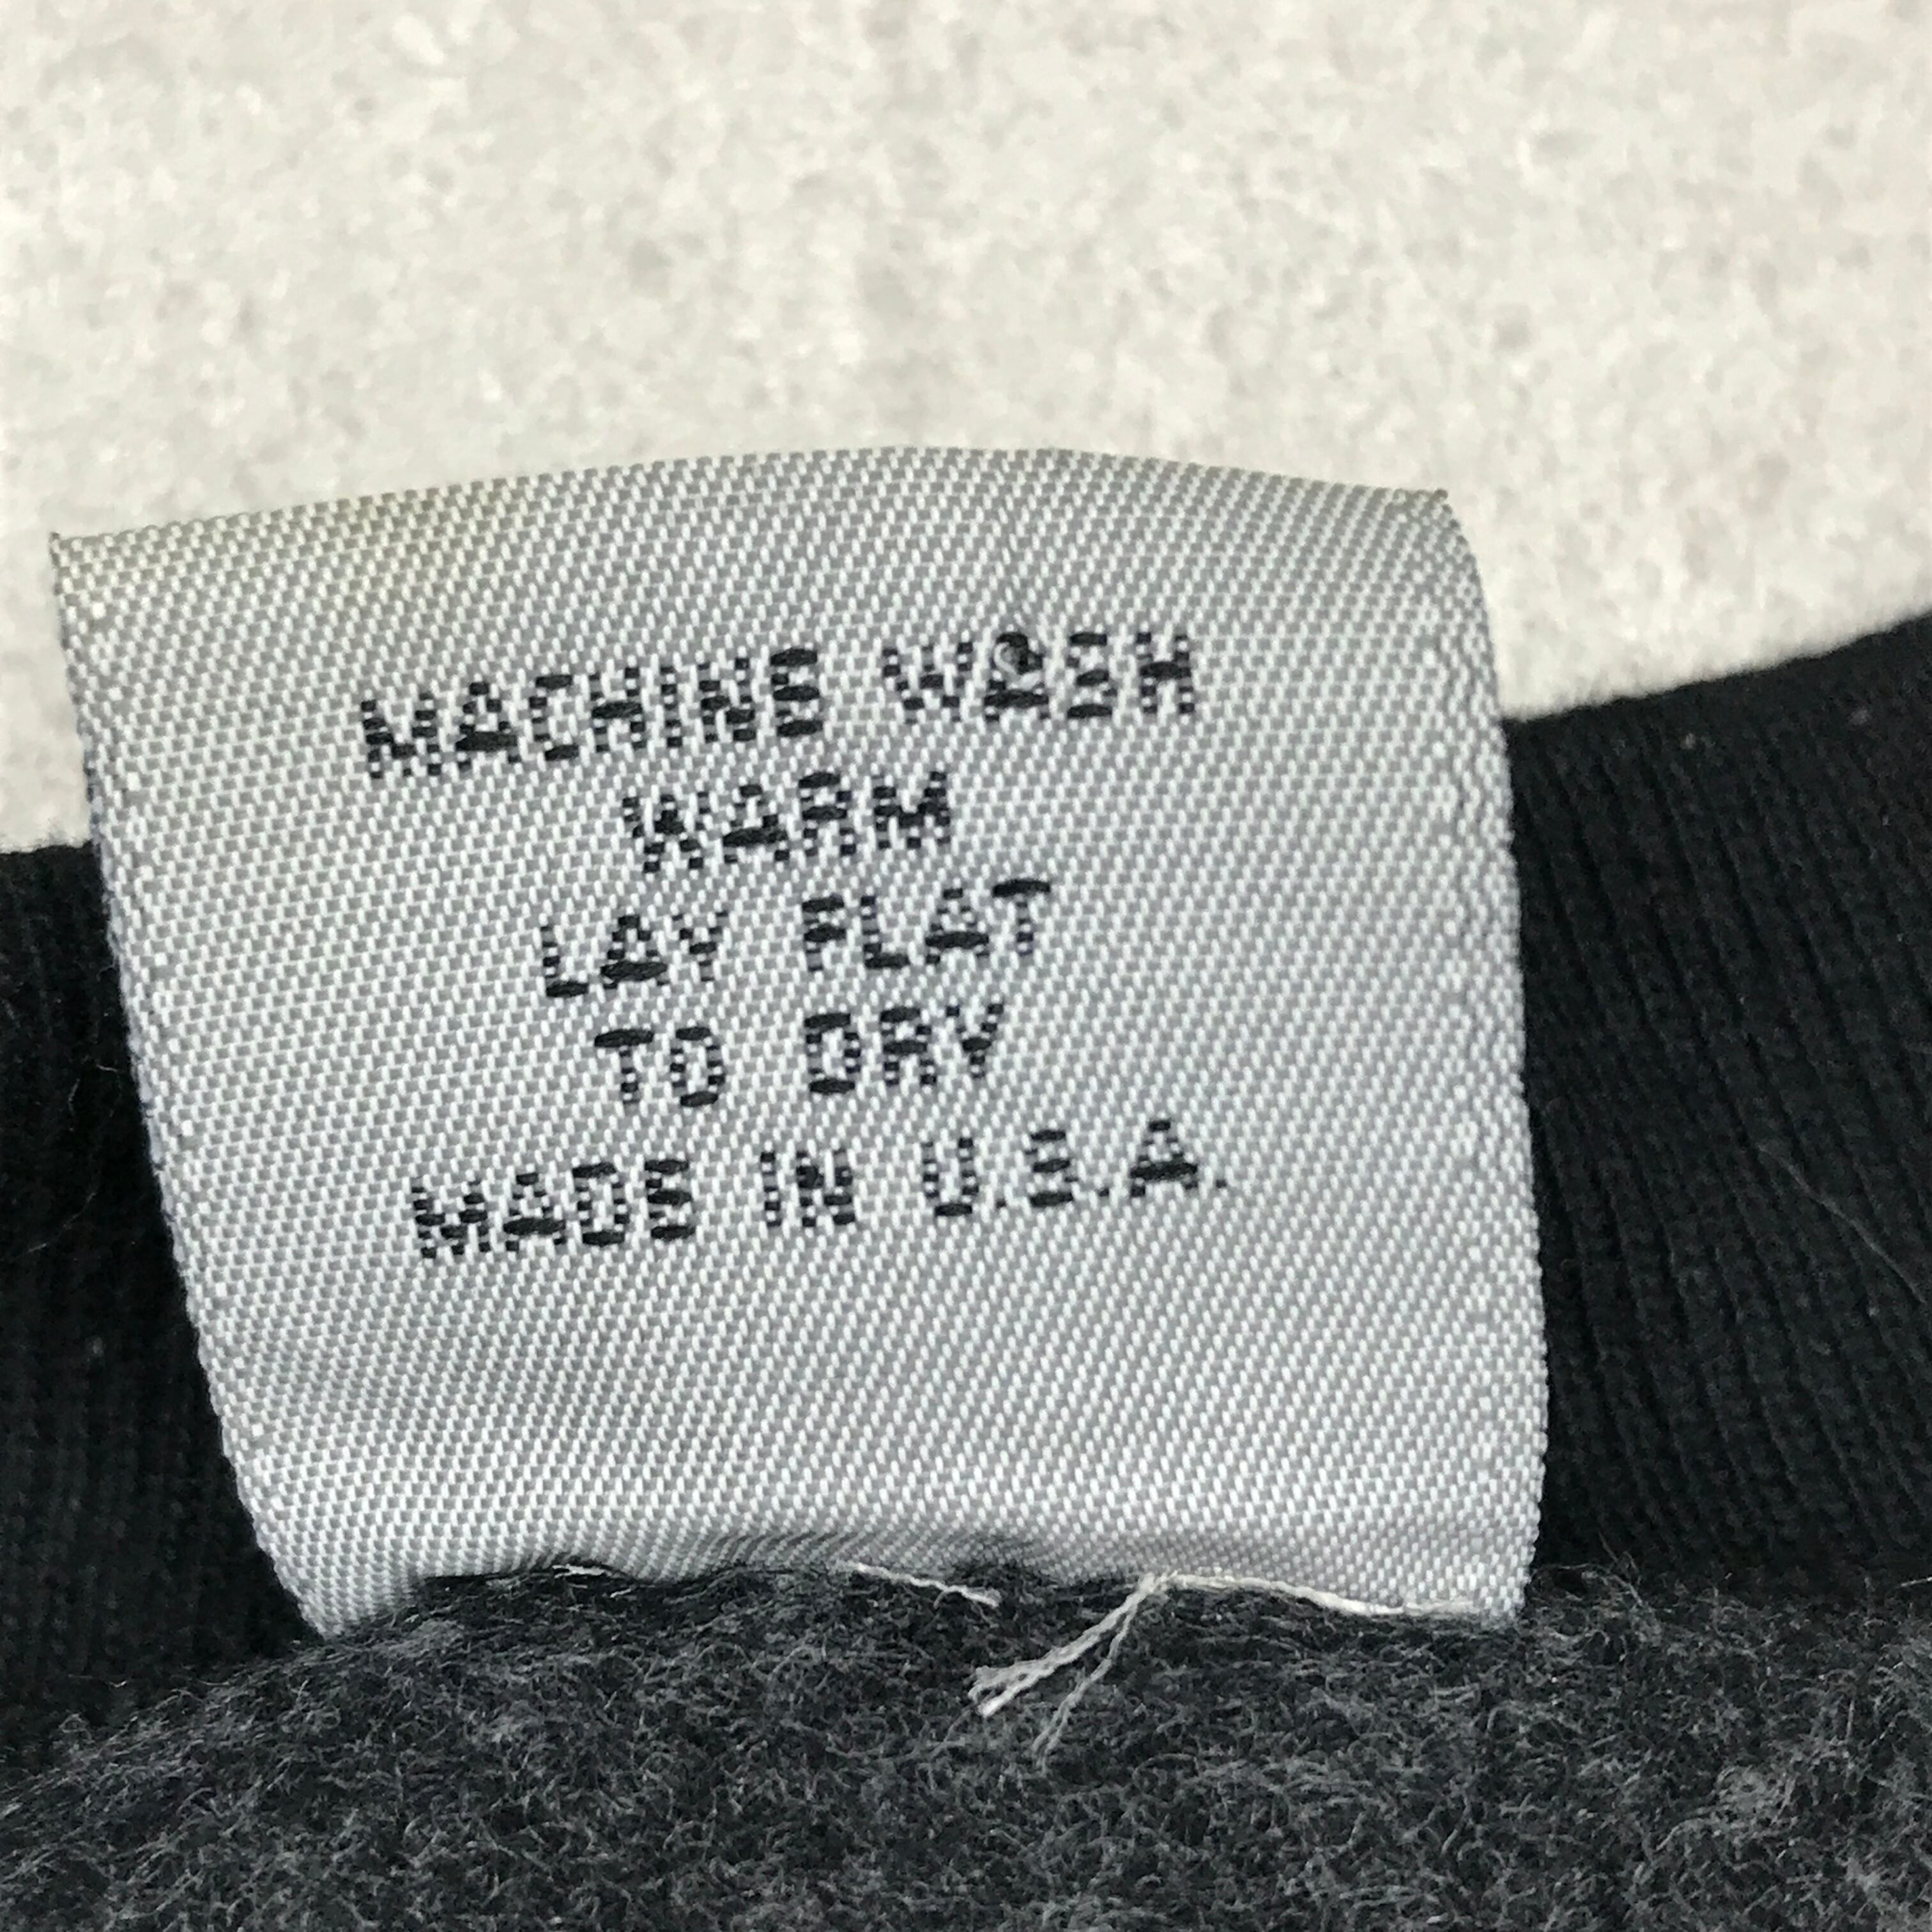 MACHINE WASH
WARM
LAY FLAT
TO DRY
MADE IN U.S.A.